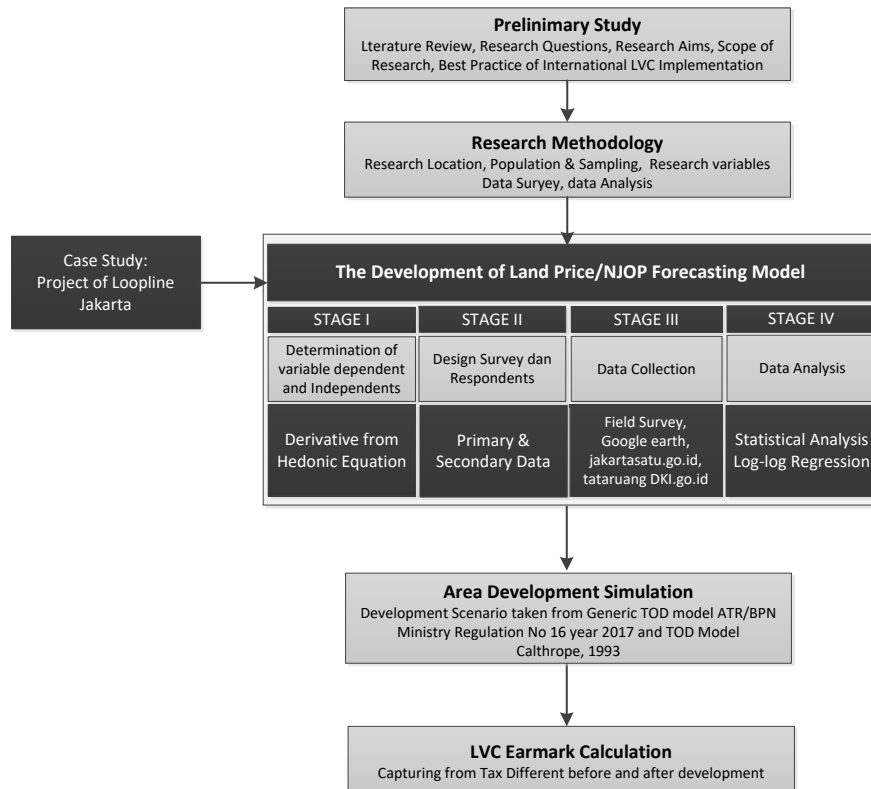 Prelinimary Study
Lterature Review, Research Questions, Research Aims, Scope of
Research, Best Practice of International LVC Implementation
Research Methodology
Research Location, Population & Sampling, Research variables
Data Suryey, data Analysis
Case Study:
Project of Loopline
Jakarta
The Development of Land Price/NJOP Forecasting Model
STAGE I
STAGE II
STAGE III
STAGE IV
Determination of
variable dependent
and Independents
Design Survey dan
Respondents
Data Collection
Data Analysis
Derivative from
Hedonic Equation
Primary &
Secondary Data
Field Survey,
Google earth,
jakartasatu.go.id,
tataruang DKI.go.id
Statistical Analysis
Log-log Regression
Area Development Simulation
Development Scenario taken from Generic TOD model ATR/BPN
Ministry Regulation No 16 year 2017 and TOD Model
Calthrope, 1993
LVC Earmark Calculation
Capturing from Tax Different before and after development